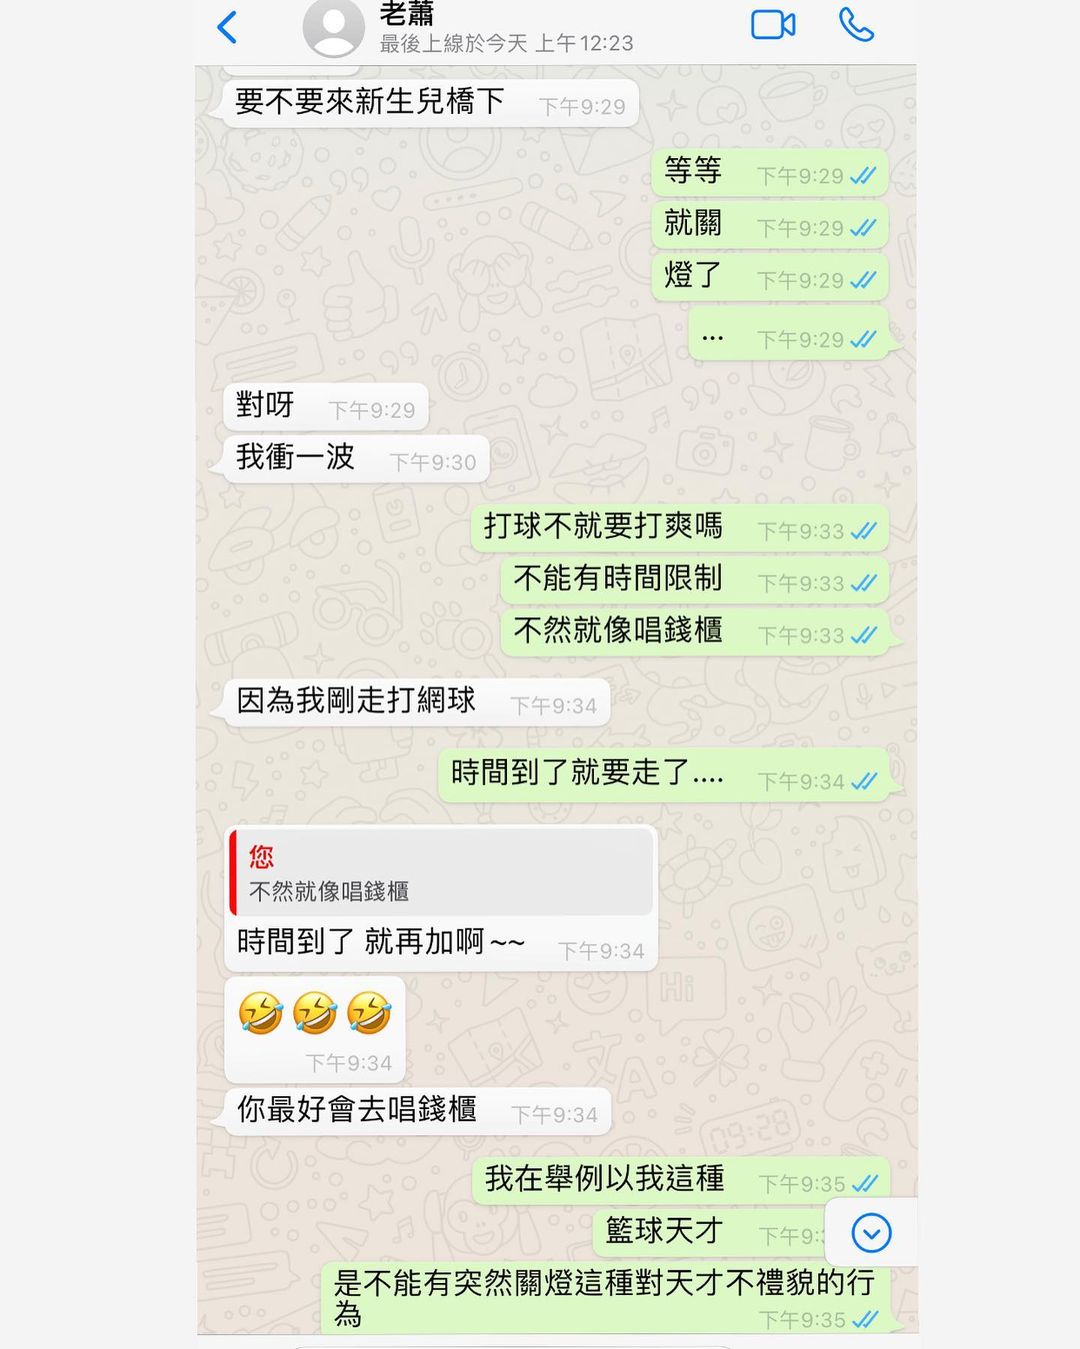 老蕭
最後上線於今天 上午12:23
要不要來新生兒橋下 下午9:29
等等 下午9:29
就關 下午9:29
燈了 下午9:29
... 下午9:29
對呀 下午9:29
我衝一波 下午9:30
打球不就要打爽嗎 下午9:33
不能有時間限制 下午9:33
不然就像唱錢櫃 下午9:33
因為我剛走打網球 下午9:34
時間到了就要走了.... 下午9:34
您
不然就像唱錢櫃
時間到了 就再加啊~~ 下午9:34
🤣🤣🤣
下午9:34
你最好會去唱錢櫃 下午9:34
我在舉例以我這種 下午9:35
籃球天才 下午9:3
是不能有突然關燈這種對天才不禮貌的行
為 下午9:35